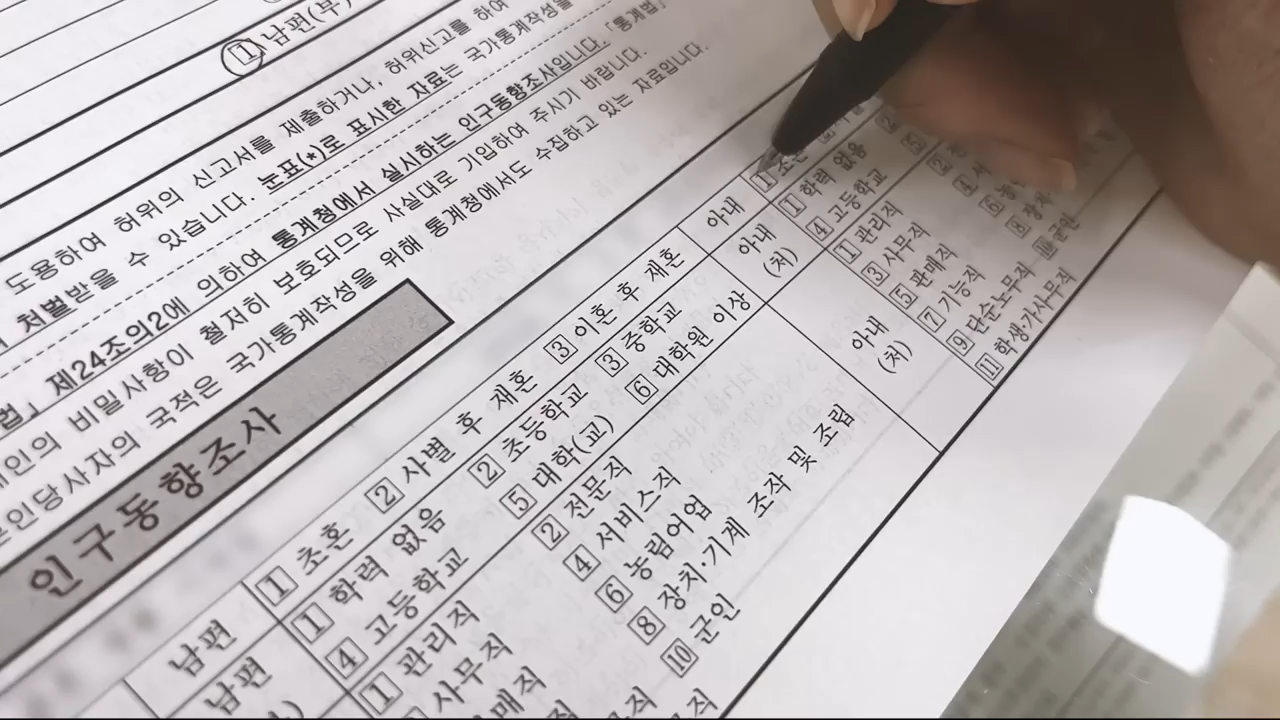 1 남편(부)
도용하여 허위의 신고서를 제출하거나, 허위신고를 하여
처벌받을 수 있습니다. 눈표(*)로 표시한 자료는 국가통계작성을
제24조의2에 의하여 통계청에서 실시하는 인구동향조사입니다. 「통계법」
개인의 비밀사항이 철저히 보호되므로 사실대로 기입하여 주시기 바랍니다.
혼인당사자의 국적은 국가통계작성을 위해 통계청에서도 수집하고 있는 자료입니다.
인구동향조사
남편 1 초혼 2 사별 후 재혼 3 이혼 후 재혼 아내 1 초혼
남편 1 학력 없음 2 초등학교 3 중학교 아내 1 학력 없음
4 고등학교 5 대학(교) 6 대학원 이상 (처) 4 고등학교
1 관리직 2 전문직 아내 1 관리직
사무직 4 서비스직 (처) 3 사무직
6 농림어업 5 판매직
8 장치·기계 조작 및 조립 7 기능직
10 군인 9 단순노무직 10 군인
11 학생·가사·무직